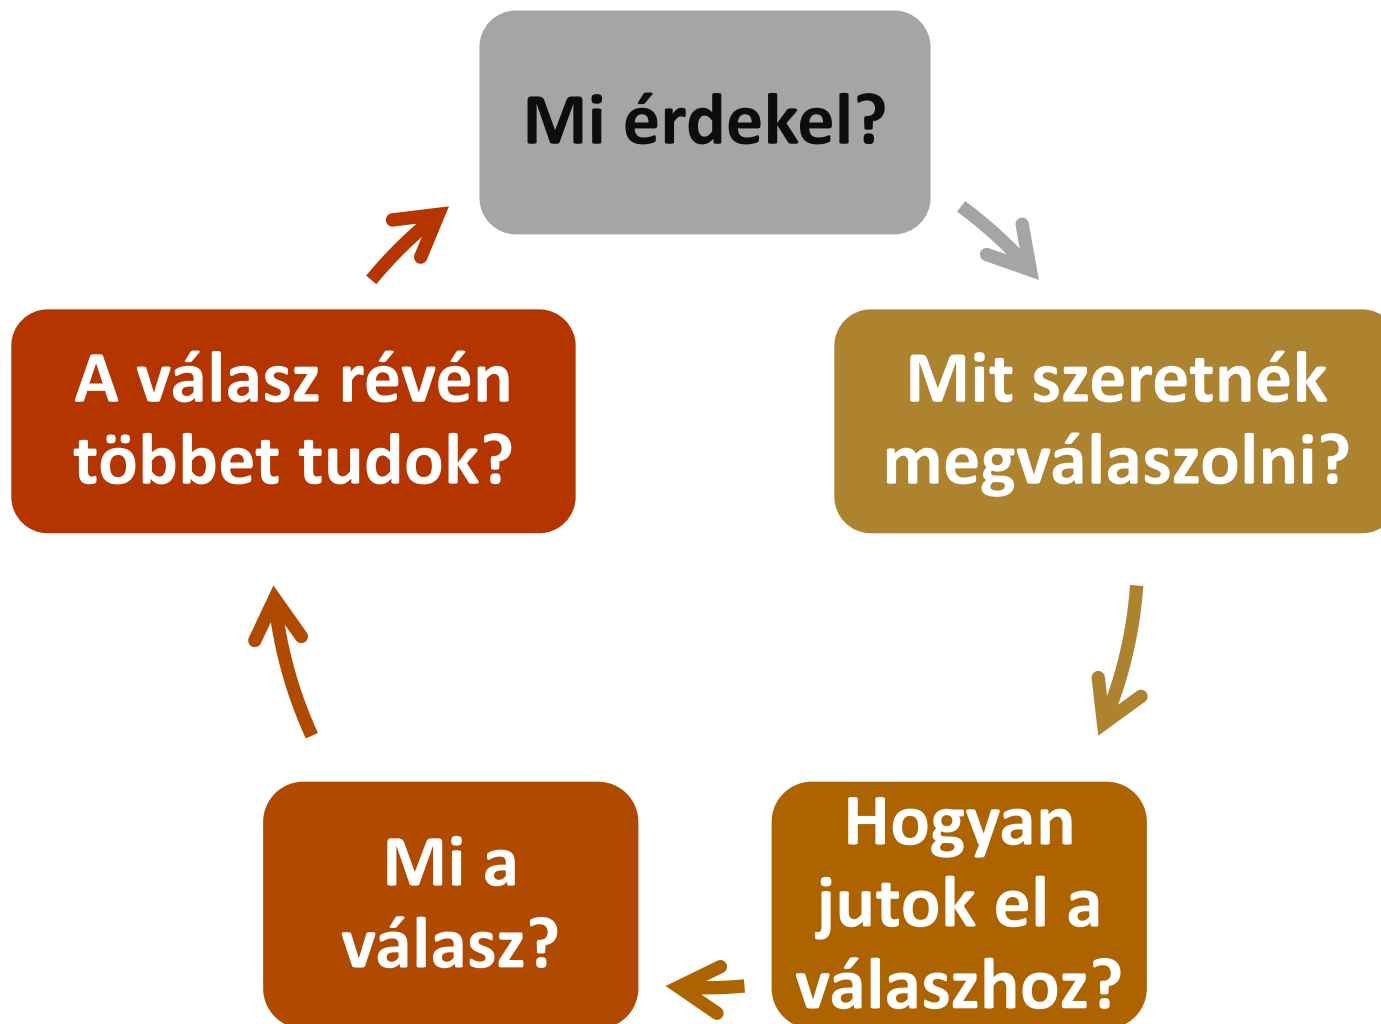 Mi érdekel?
Mit szeretnék
megválaszolni?
Hogyan
jutok el a
válaszhoz?
Mi a
válasz?
A válasz révén
többet tudok?